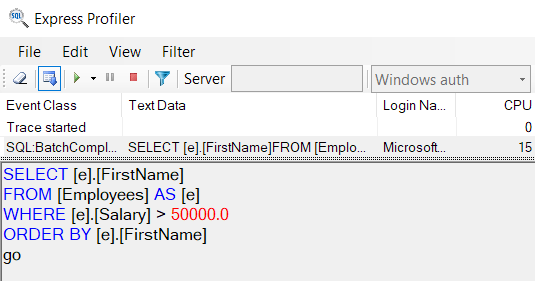 SQL
Express Profiler
File Edit View Filter
Server Windows auth
Event Class Text Data Login Na... CPU
Trace started 0
SQL:BatchCompl... SELECT [e].[FirstName]FROM [Emplo... Microsoft... 15
SELECT [e].[FirstName]
FROM [Employees] AS [e]
WHERE [e].[Salary] > 50000.0
ORDER BY [e].[FirstName]
go